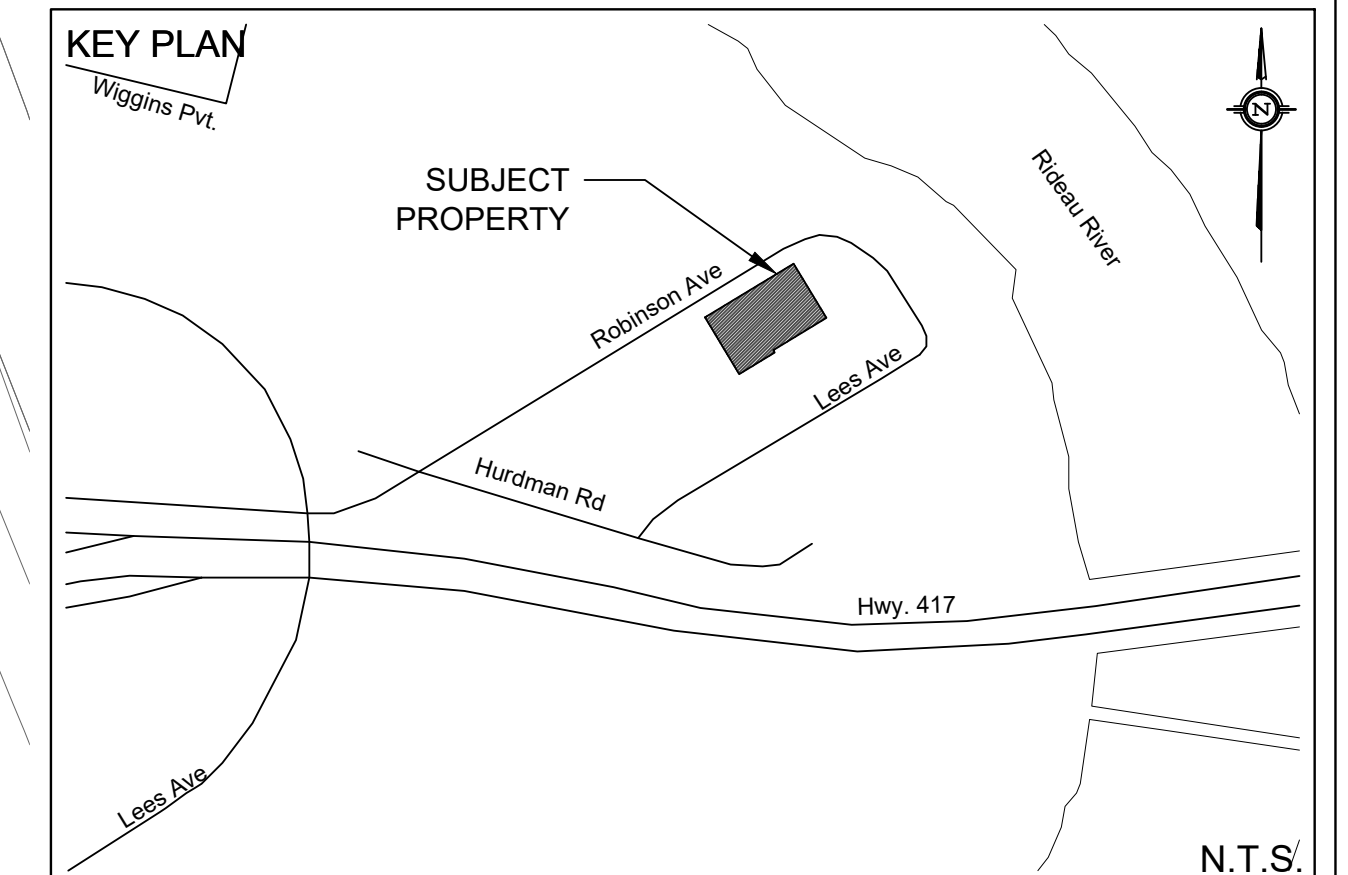 KEY PLAN
Wiggins Pvt.
N
Rideau River
SUBJECT
PROPERTY
Robinson Ave
Lees Ave
Hurdman Rd
Hwy. 417
Lees Ave
N.T.S.